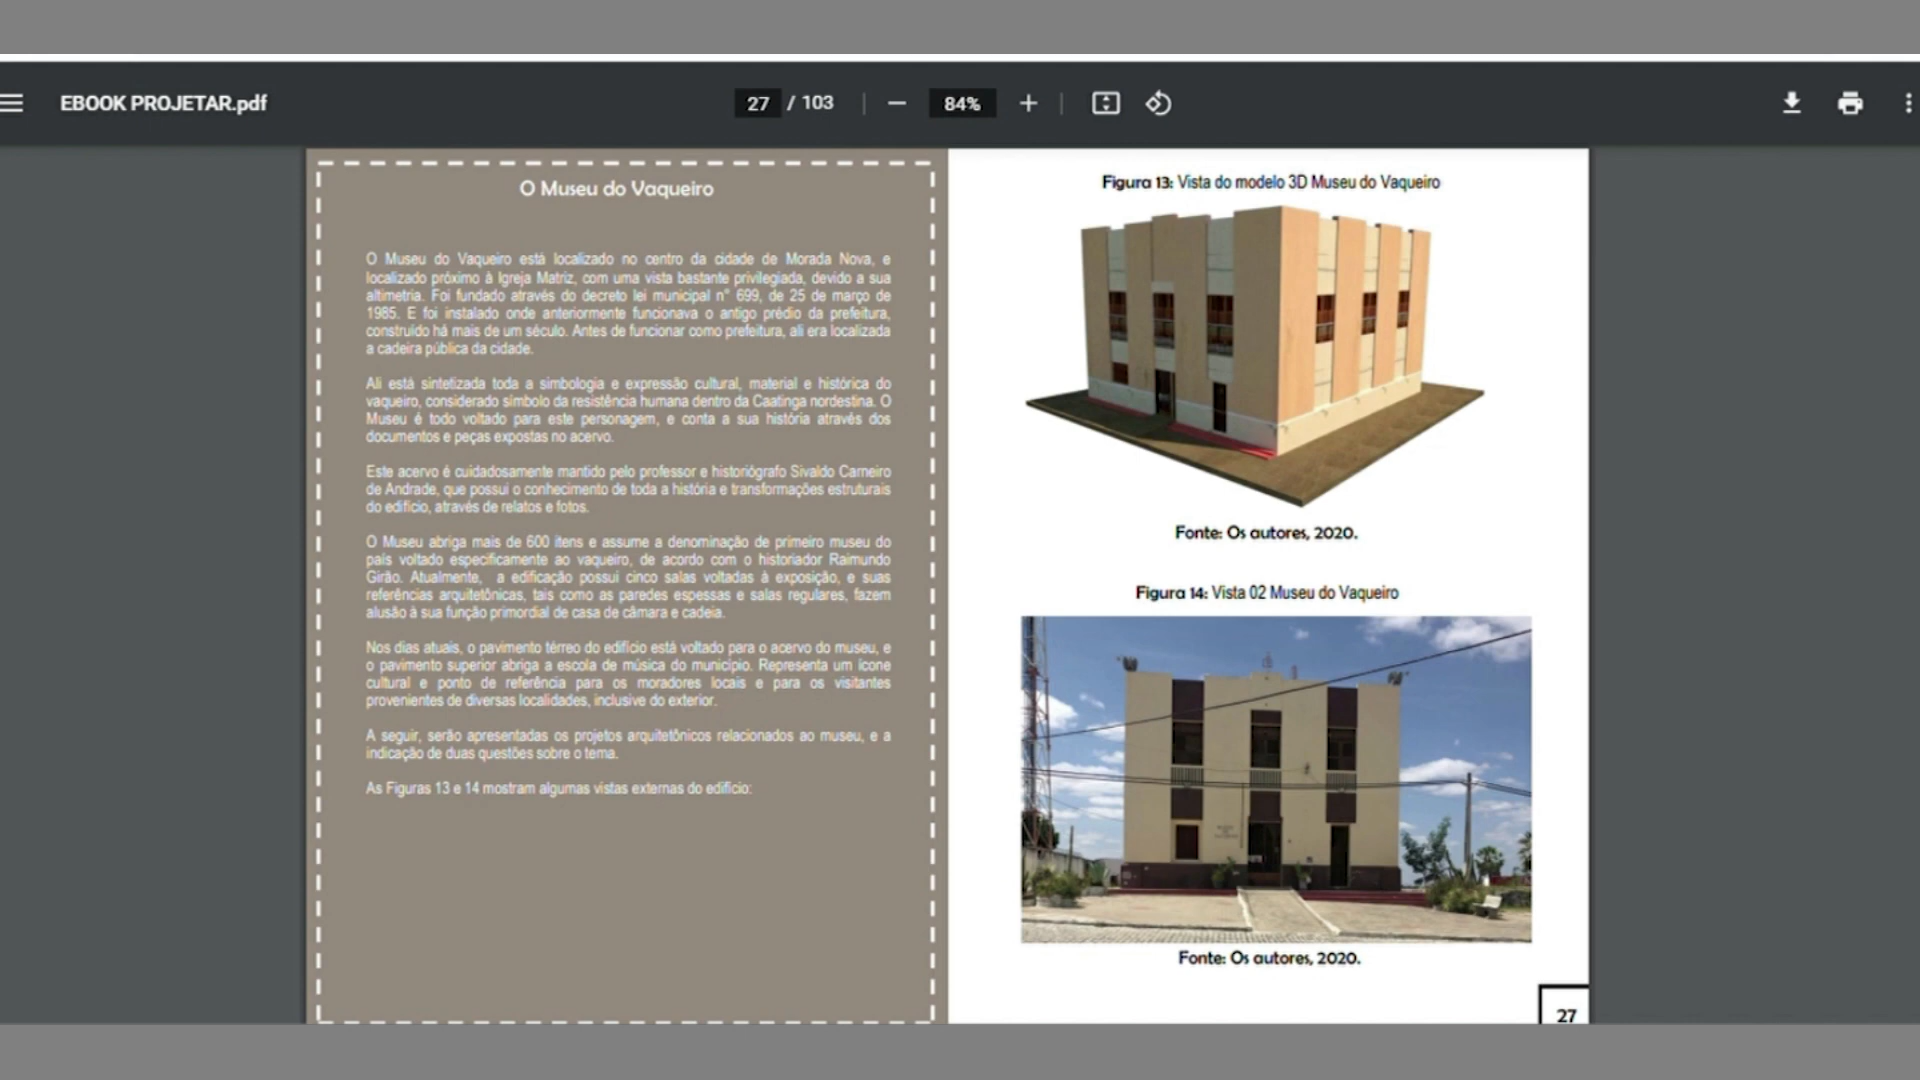 EBOOK PROJETAR.pdf
27 / 103
84%
O Museu do Vaqueiro
O Museu do Vaqueiro está localizado no centro da cidade de Morada Nova, e
localizado próximo à Igreja Matriz, com uma vista bastante privilegiada, devido a sua
altimetria. Foi fundado através do decreto lei municipal n° 699, de 25 de março de
1985. E foi instalado onde anteriormente funcionava o antigo prédio da prefeitura,
construído há mais de um século. Antes de funcionar como prefeitura, ali era localizada
a cadeira pública da cidade.
Ali está sintetizada toda a simbologia e expressão cultural, material e histórica do
vaqueiro, considerado símbolo da resistência humana dentro da Caatinga nordestina. O
Museu é todo voltado para este personagem, e conta a sua história através dos
documentos e peças expostas no acervo.
Este acervo é cuidadosamente mantido pelo professor e historiógrafo Sivaldo Carneiro
de Andrade, que possui o conhecimento de toda a história e transformações estruturais
do edifício, através de relatos e fotos.
O Museu abriga mais de 600 itens e assume a denominação de primeiro museu do
país voltado especificamente ao vaqueiro, de acordo com o historiador Raimundo
Girão. Atualmente, a edificação possui cinco salas voltadas à exposição, e suas
referências arquitetônicas, tais como as paredes espessas e salas regulares, fazem
alusão à sua função primordial de casa de câmara e cadeia.
Nos dias atuais, o pavimento térreo do edifício está voltado para o acervo do museu, e
o pavimento superior abriga a escola de música do município. Representa um ícone
cultural e ponto de referência para os moradores locais e para os visitantes
provenientes de diversas localidades, inclusive do exterior.
A seguir, serão apresentadas os projetos arquitetônicos relacionados ao museu, e a
indicação de duas questões sobre o tema.
As Figuras 13 e 14 mostram algumas vistas externas do edifício:
Figura 13: Vista do modelo 3D Museu do Vaqueiro
Fonte: Os autores, 2020.
Figura 14: Vista 02 Museu do Vaqueiro
Fonte: Os autores, 2020.
27